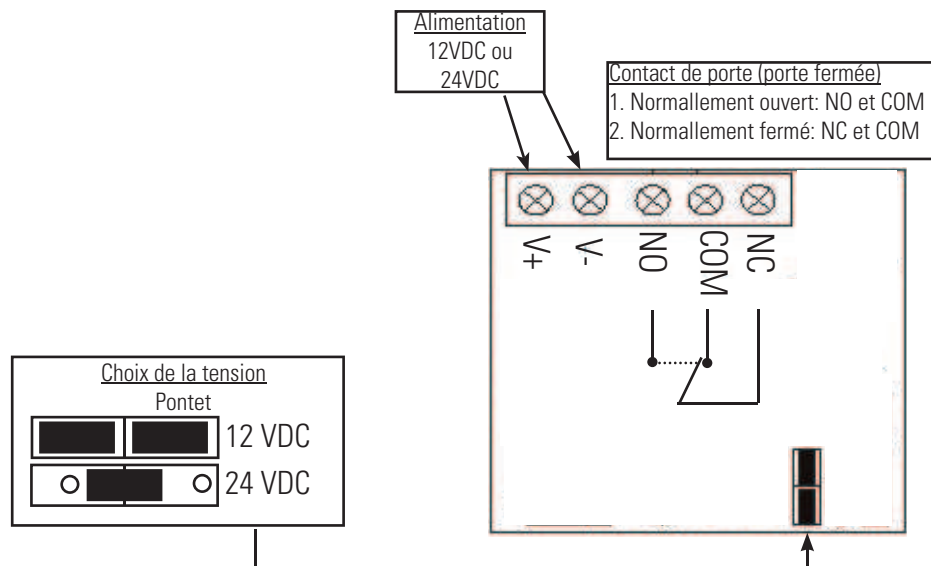 Alimentation
12VDC ou
24VDC
Contact de porte (porte fermée)
1. Normallement ouvert: NO et COM
2. Normallement fermé: NC et COM
V+ V- NO COM NC
Choix de la tension
Pontet
12 VDC
24 VDC